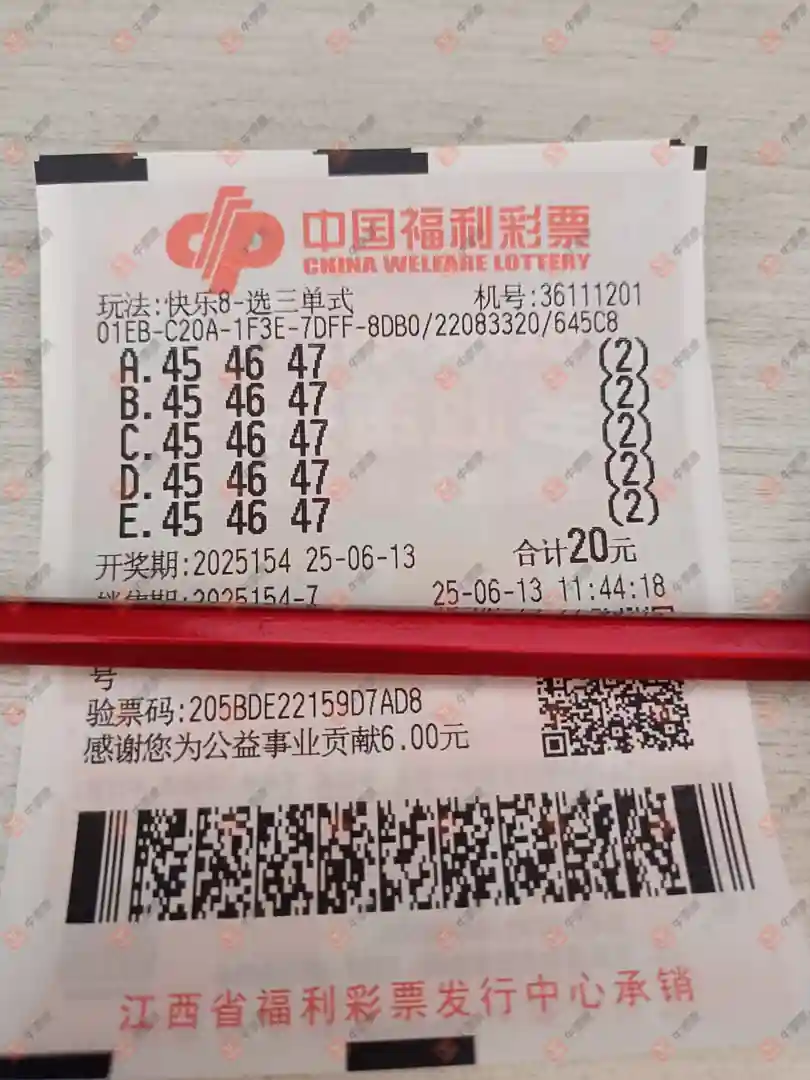 中国福利彩票
CHINA WELFARE LOTTERY
玩法:快乐8-选三单式 机号:36111201
01EB-C20A-1F3E-7DFF-8DB0/22083320/645C8
A.45 46 47 (2)
B.45 46 47 (2)
C.45 46 47 (2)
D.45 46 47 (2)
E.45 46 47 (2)
开奖期:2025154 25-06-13 合计20元
销售期:2025154-7 25-06-13 11:44:18
号
验票码:205BDE22159D7AD8
感谢您为公益事业贡献6.00元
江西省福利彩票发行中心承销